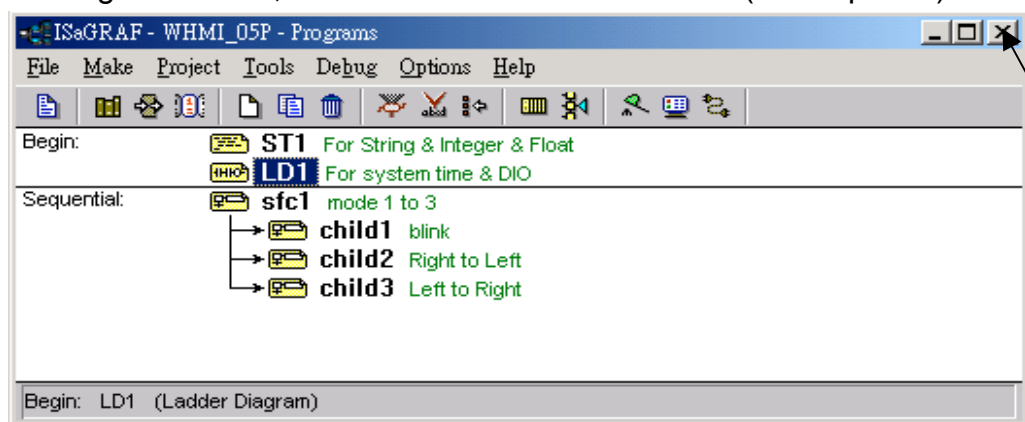 ISaGRAF - WHMI_05P - Programs
File Make Project Tools Debug Options Help
Begin: ST1 For String & Integer & Float
LD1 For system time & DIO
Sequential: sfc1 mode 1 to 3
child1 blink
child2 Right to Left
child3 Left to Right
Begin: LD1 (Ladder Diagram)